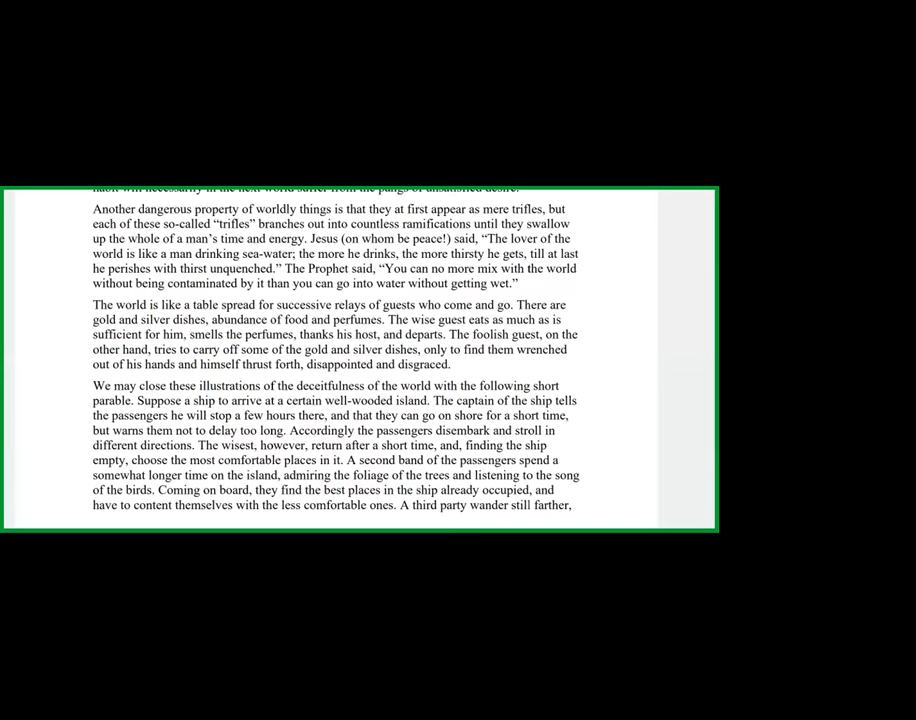 habit will necessarily in the next world suffer from the pangs of unsatisfied desire.
Another dangerous property of worldly things is that they at first appear as mere trifles, but
each of these so-called “trifles” branches out into countless ramifications until they swallow
up the whole of a man’s time and energy. Jesus (on whom be peace!) said, “The lover of the
world is like a man drinking sea-water; the more he drinks, the more thirsty he gets, till at last
he perishes with thirst unquenched.” The Prophet said, “You can no more mix with the world
without being contaminated by it than you can go into water without getting wet.”
The world is like a table spread for successive relays of guests who come and go. There are
gold and silver dishes, abundance of food and perfumes. The wise guest eats as much as is
sufficient for him, smells the perfumes, thanks his host, and departs. The foolish guest, on the
other hand, tries to carry off some of the gold and silver dishes, only to find them wrenched
out of his hands and himself thrust forth, disappointed and disgraced.
We may close these illustrations of the deceitfulness of the world with the following short
parable. Suppose a ship to arrive at a certain well-wooded island. The captain of the ship tells
the passengers he will stop a few hours there, and that they can go on shore for a short time,
but warns them not to delay too long. Accordingly the passengers disembark and stroll in
different directions. The wisest, however, return after a short time, and, finding the ship
empty, choose the most comfortable places in it. A second band of the passengers spend a
somewhat longer time on the island, admiring the foliage of the trees and listening to the song
of the birds. Coming on board, they find the best places in the ship already occupied, and
have to content themselves with the less comfortable ones. A third party wander still farther,